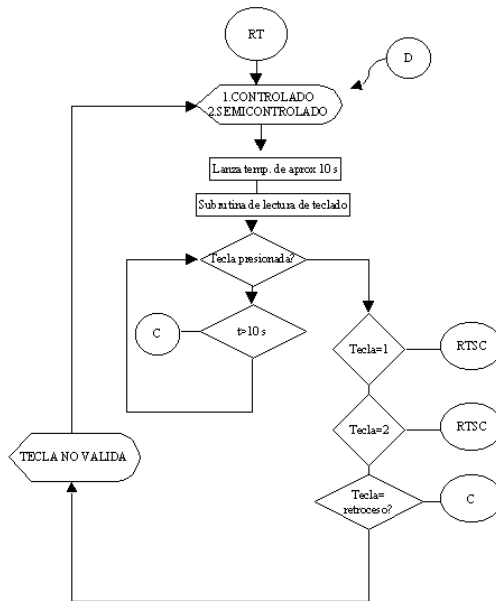 RT
D
1.CONTROLADO
2.SEMICONTROLADO
Lanza temp. de aprox 10 s
Subrutina de lectura de teclado
Tecla presionada?
C
t>10 s
Tecla=1
RTSC
Tecla=2
RTSC
TECLA NO VALIDA
Tecla=
retroceso?
C